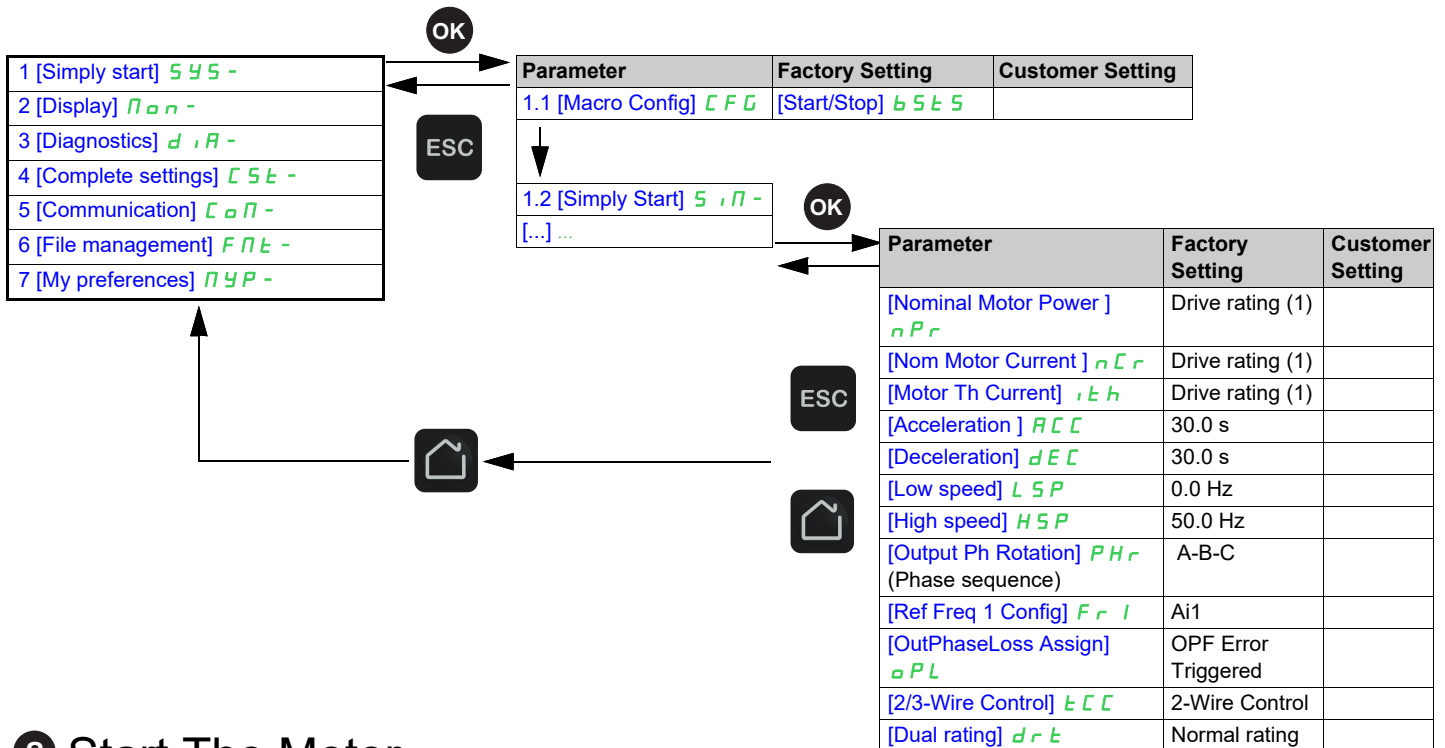 OK
1 [Simply start] SYS -
2 [Display] Mon -
3 [Diagnostics] diA -
4 [Complete settings] CSt -
5 [Communication] CoM -
6 [File management] FMt -
7 [My preferences] MYP -
ESC
Parameter Factory Setting Customer Setting
1.1 [Macro Config] CFG [Start/Stop] bStS
1.2 [Simply Start] SiM -
[...] ...
OK
ESC
Parameter Factory Setting Customer Setting
[Nominal Motor Power ] nPr Drive rating (1)
[Nom Motor Current ] nCr Drive rating (1)
[Motor Th Current] itH Drive rating (1)
[Acceleration ] ACC 30.0 s
[Deceleration] dEC 30.0 s
[Low speed] LSP 0.0 Hz
[High speed] HSP 50.0 Hz
[Output Ph Rotation] PHr (Phase sequence) A-B-C
[Ref Freq 1 Config] Fr1 Ai1
[OutPhaseLoss Assign] oPL OPF Error Triggered
[2/3-Wire Control] tCC 2-Wire Control
[Dual rating] drt Normal rating
Start The Motor